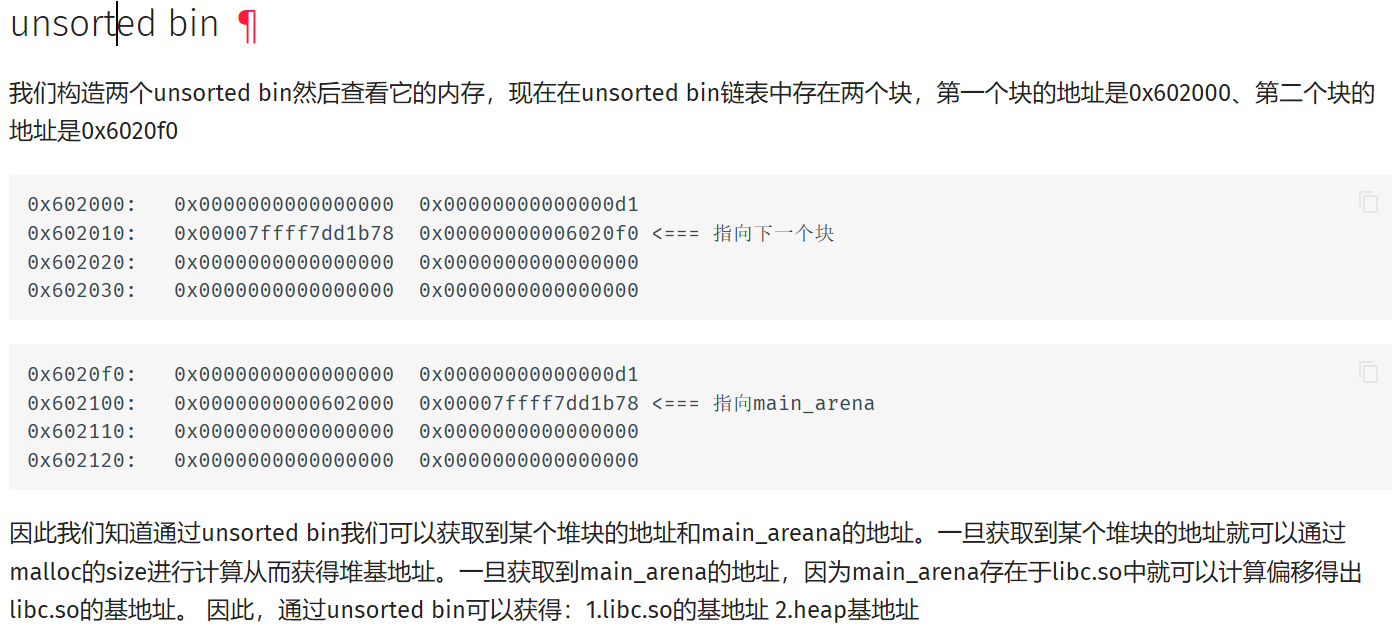 unsorted bin ¶
我们构造两个unsorted bin然后查看它的内存，现在在unsorted bin链表中存在两个块，第一个块的地址是0x602000、第二个块的
地址是0x6020f0
0x602000:   0x0000000000000000  0x00000000000000d1
0x602010:   0x00007ffff7dd1b78  0x00000000006020f0 <=== 指向下一个块
0x602020:   0x0000000000000000  0x0000000000000000
0x602030:   0x0000000000000000  0x0000000000000000
0x6020f0:   0x0000000000000000  0x00000000000000d1
0x602100:   0x0000000000602000  0x00007ffff7dd1b78 <=== 指向main_arena
0x602110:   0x0000000000000000  0x0000000000000000
0x602120:   0x0000000000000000  0x0000000000000000
因此我们知道通过unsorted bin我们可以获取到某个堆块的地址和main_areana的地址。一旦获取到某个堆块的地址就可以通过
malloc的size进行计算从而获得堆基地址。一旦获取到main_arena的地址，因为main_arena存在于libc.so中就可以计算偏移得出
libc.so的基地址。 因此，通过unsorted bin可以获得：1.libc.so的基地址 2.heap基地址